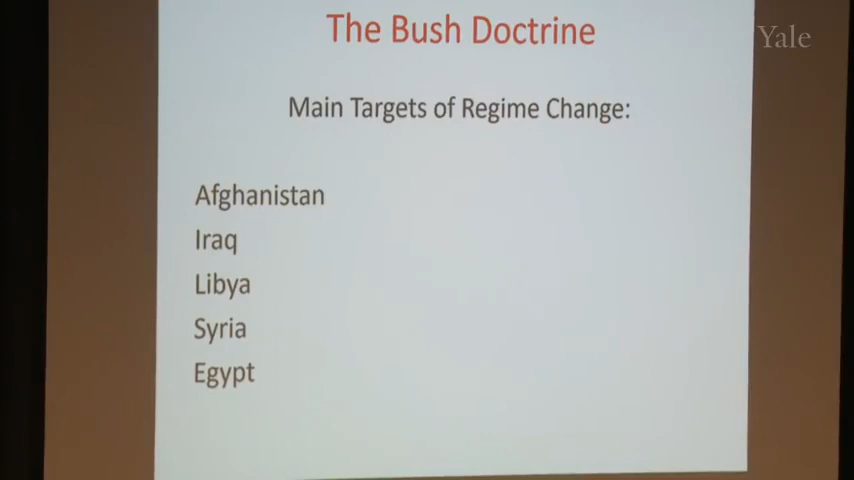 The Bush Doctrine
Yale
Main Targets of Regime Change:
Afghanistan
Iraq
Libya
Syria
Egypt